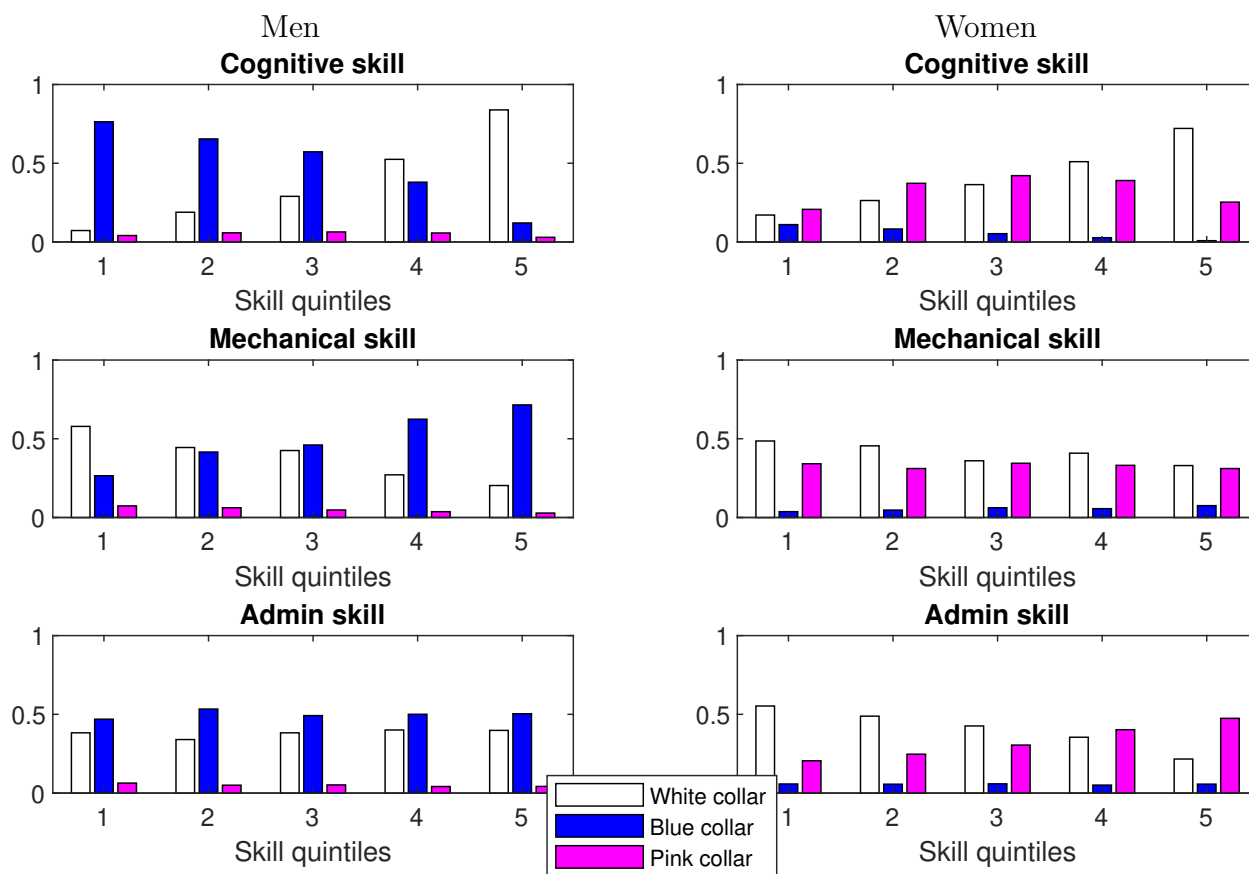 Men
Women
Cognitive skill
Cognitive skill
1
0.5
0
1 2 3 4 5
Skill quintiles
1
0.5
0
1 2 3 4 5
Skill quintiles
Mechanical skill
Mechanical skill
1
0.5
0
1 2 3 4 5
Skill quintiles
1
0.5
0
1 2 3 4 5
Skill quintiles
Admin skill
Admin skill
1
0.5
0
1 2 3 4 5
Skill quintiles
1
0.5
0
1 2 3 4 5
Skill quintiles
White collar
Blue collar
Pink collar